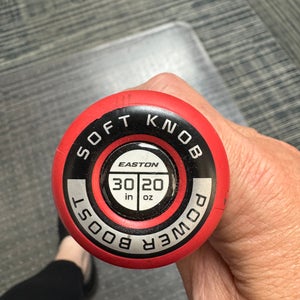 SOFT KNOB
EASTON
30 20
in oz
POWER BOOST